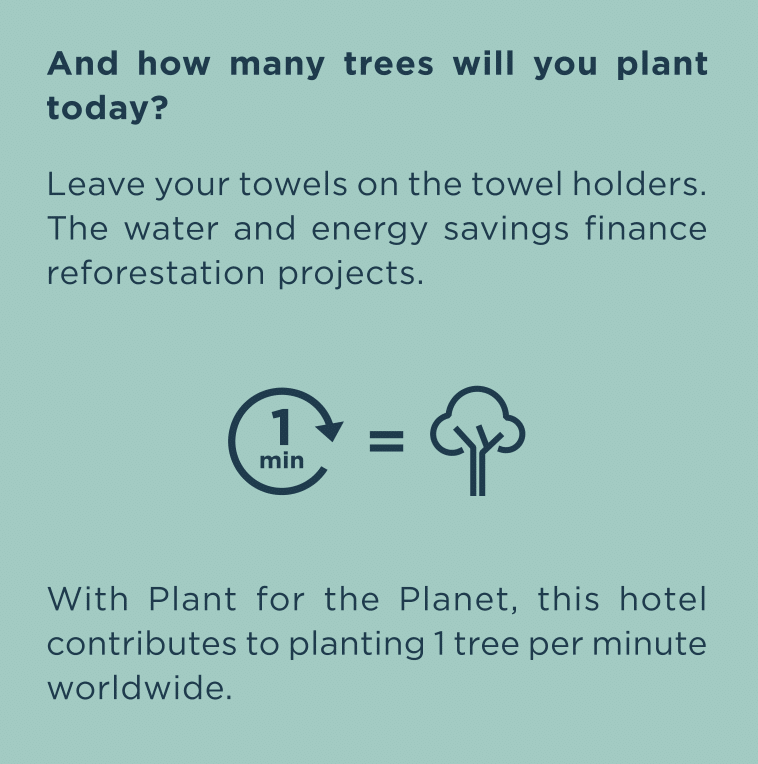 And how many trees will you plant
today?
Leave your towels on the towel holders.
The water and energy savings finance
reforestation projects.
1
min
=
With Plant for the Planet, this hotel
contributes to planting 1 tree per minute
worldwide.